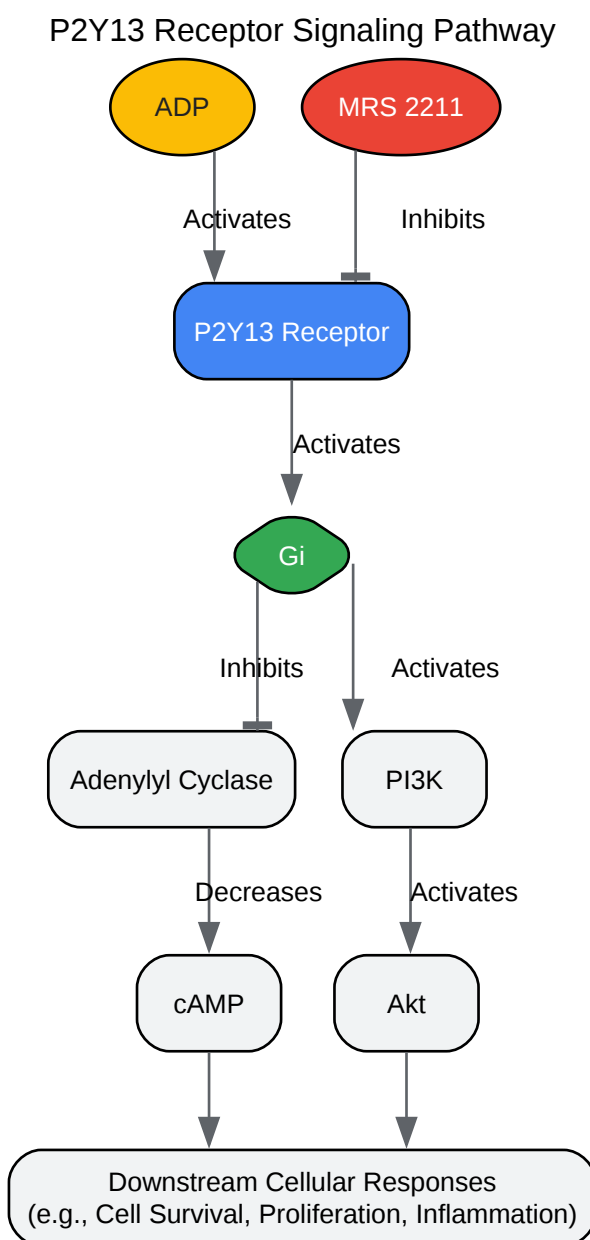 P2Y13 Receptor Signaling Pathway
ADP
MRS 2211
Activates
Inhibits
P2Y13 Receptor
Activates
Gi
Inhibits
Activates
Adenylyl Cyclase
PI3K
Decreases
Activates
cAMP
Akt
Downstream Cellular Responses
(e.g., Cell Survival, Proliferation, Inflammation)